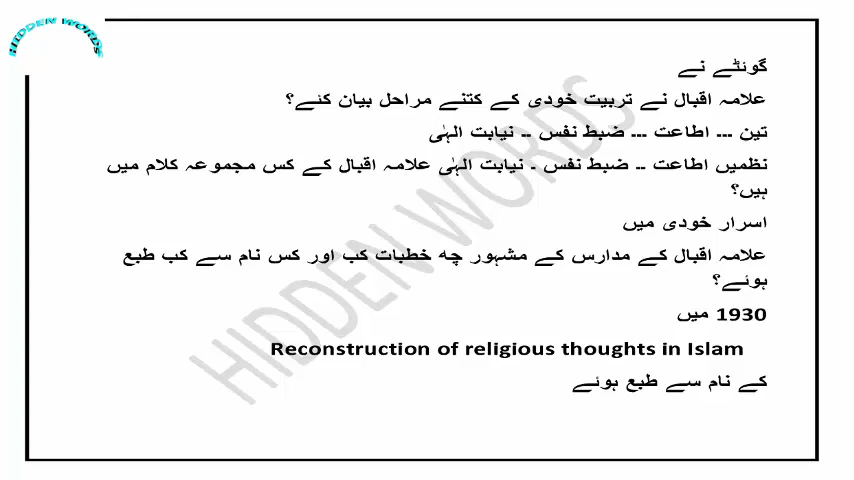 HIDDEN WORDS
گوئٹے نے
علامہ اقبال نے تربیت خودی کے کتنے مراحل بیان کئے؟
تین --- اطاعت --- ضبط نفس -- نیابت الہٰی
نظمیں اطاعت -- ضبط نفس - نیابت الہٰی علامہ اقبال کے کس مجموعہ کلام میں
ہیں؟
اسرار خودی میں
علامہ اقبال کے مدارس کے مشہور چھ خطبات کب اور کس نام سے کب طبع
ہوئے؟
1930 میں
Reconstruction of religious thoughts in Islam
کے نام سے طبع ہوئے
HIDDEN WORDS